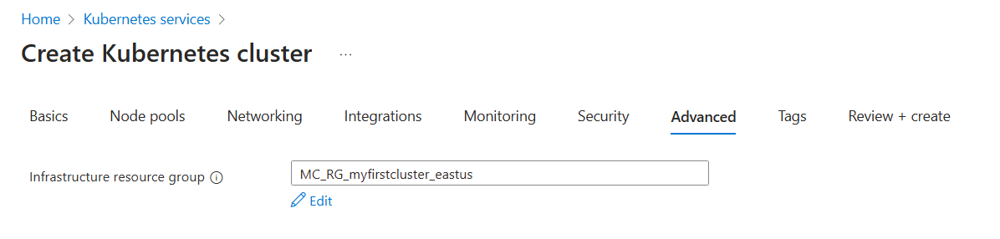 Home > Kubernetes services >
Create Kubernetes cluster ...
Basics Node pools Networking Integrations Monitoring Security Advanced Tags Review + create
Infrastructure resource group MC_RG_myfirstcluster_eastus
Edit